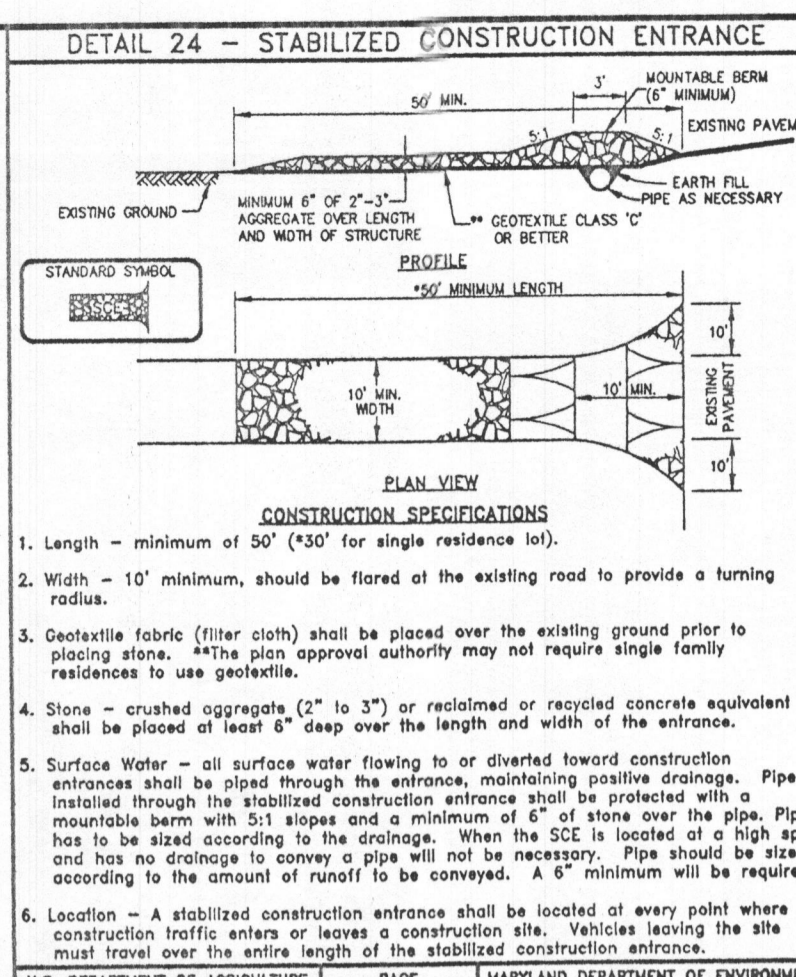 DETAIL 24 - STABILIZED CONSTRUCTION ENTRANCE
3'
MOUNTABLE BERM
(6" MINIMUM)
50' MIN.
EXISTING PAVEM
5:1
5:1
EXISTING GROUND
MINIMUM 6" OF 2"-3"
AGGREGATE OVER LENGTH
AND WIDTH OF STRUCTURE
** GEOTEXTILE CLASS 'C'
OR BETTER
EARTH FILL
PIPE AS NECESSARY
PROFILE
STANDARD SYMBOL
SCE
*50' MINIMUM LENGTH
10'
10' MIN.
WIDTH
10' MIN.
EXISTING
PAVEMENT
10'
PLAN VIEW
CONSTRUCTION SPECIFICATIONS
1. Length - minimum of 50' (*30' for single residence lot).
2. Width - 10' minimum, should be flared at the existing road to provide a turning
radius.
3. Geotextile fabric (filter cloth) shall be placed over the existing ground prior to
placing stone. **The plan approval authority may not require single family
residences to use geotextile.
4. Stone - crushed aggregate (2" to 3") or reclaimed or recycled concrete equivalent
shall be placed at least 6" deep over the length and width of the entrance.
5. Surface Water - all surface water flowing to or diverted toward construction
entrances shall be piped through the entrance, maintaining positive drainage. Pipe
installed through the stabilized construction entrance shall be protected with a
mountable berm with 5:1 slopes and a minimum of 6" of stone over the pipe. Pip
has to be sized according to the drainage. When the SCE is located at a high sp
and has no drainage to convey a pipe will not be necessary. Pipe should be size
according to the amount of runoff to be conveyed. A 6" minimum will be require
6. Location - A stabilized construction entrance shall be located at every point where
construction traffic enters or leaves a construction site. Vehicles leaving the site
must travel over the entire length of the stabilized construction entrance.
U.S. DEPARTMENT OF AGRICULTURE
PAGE
MARYLAND DEPARTMENT OF ENVIRONM